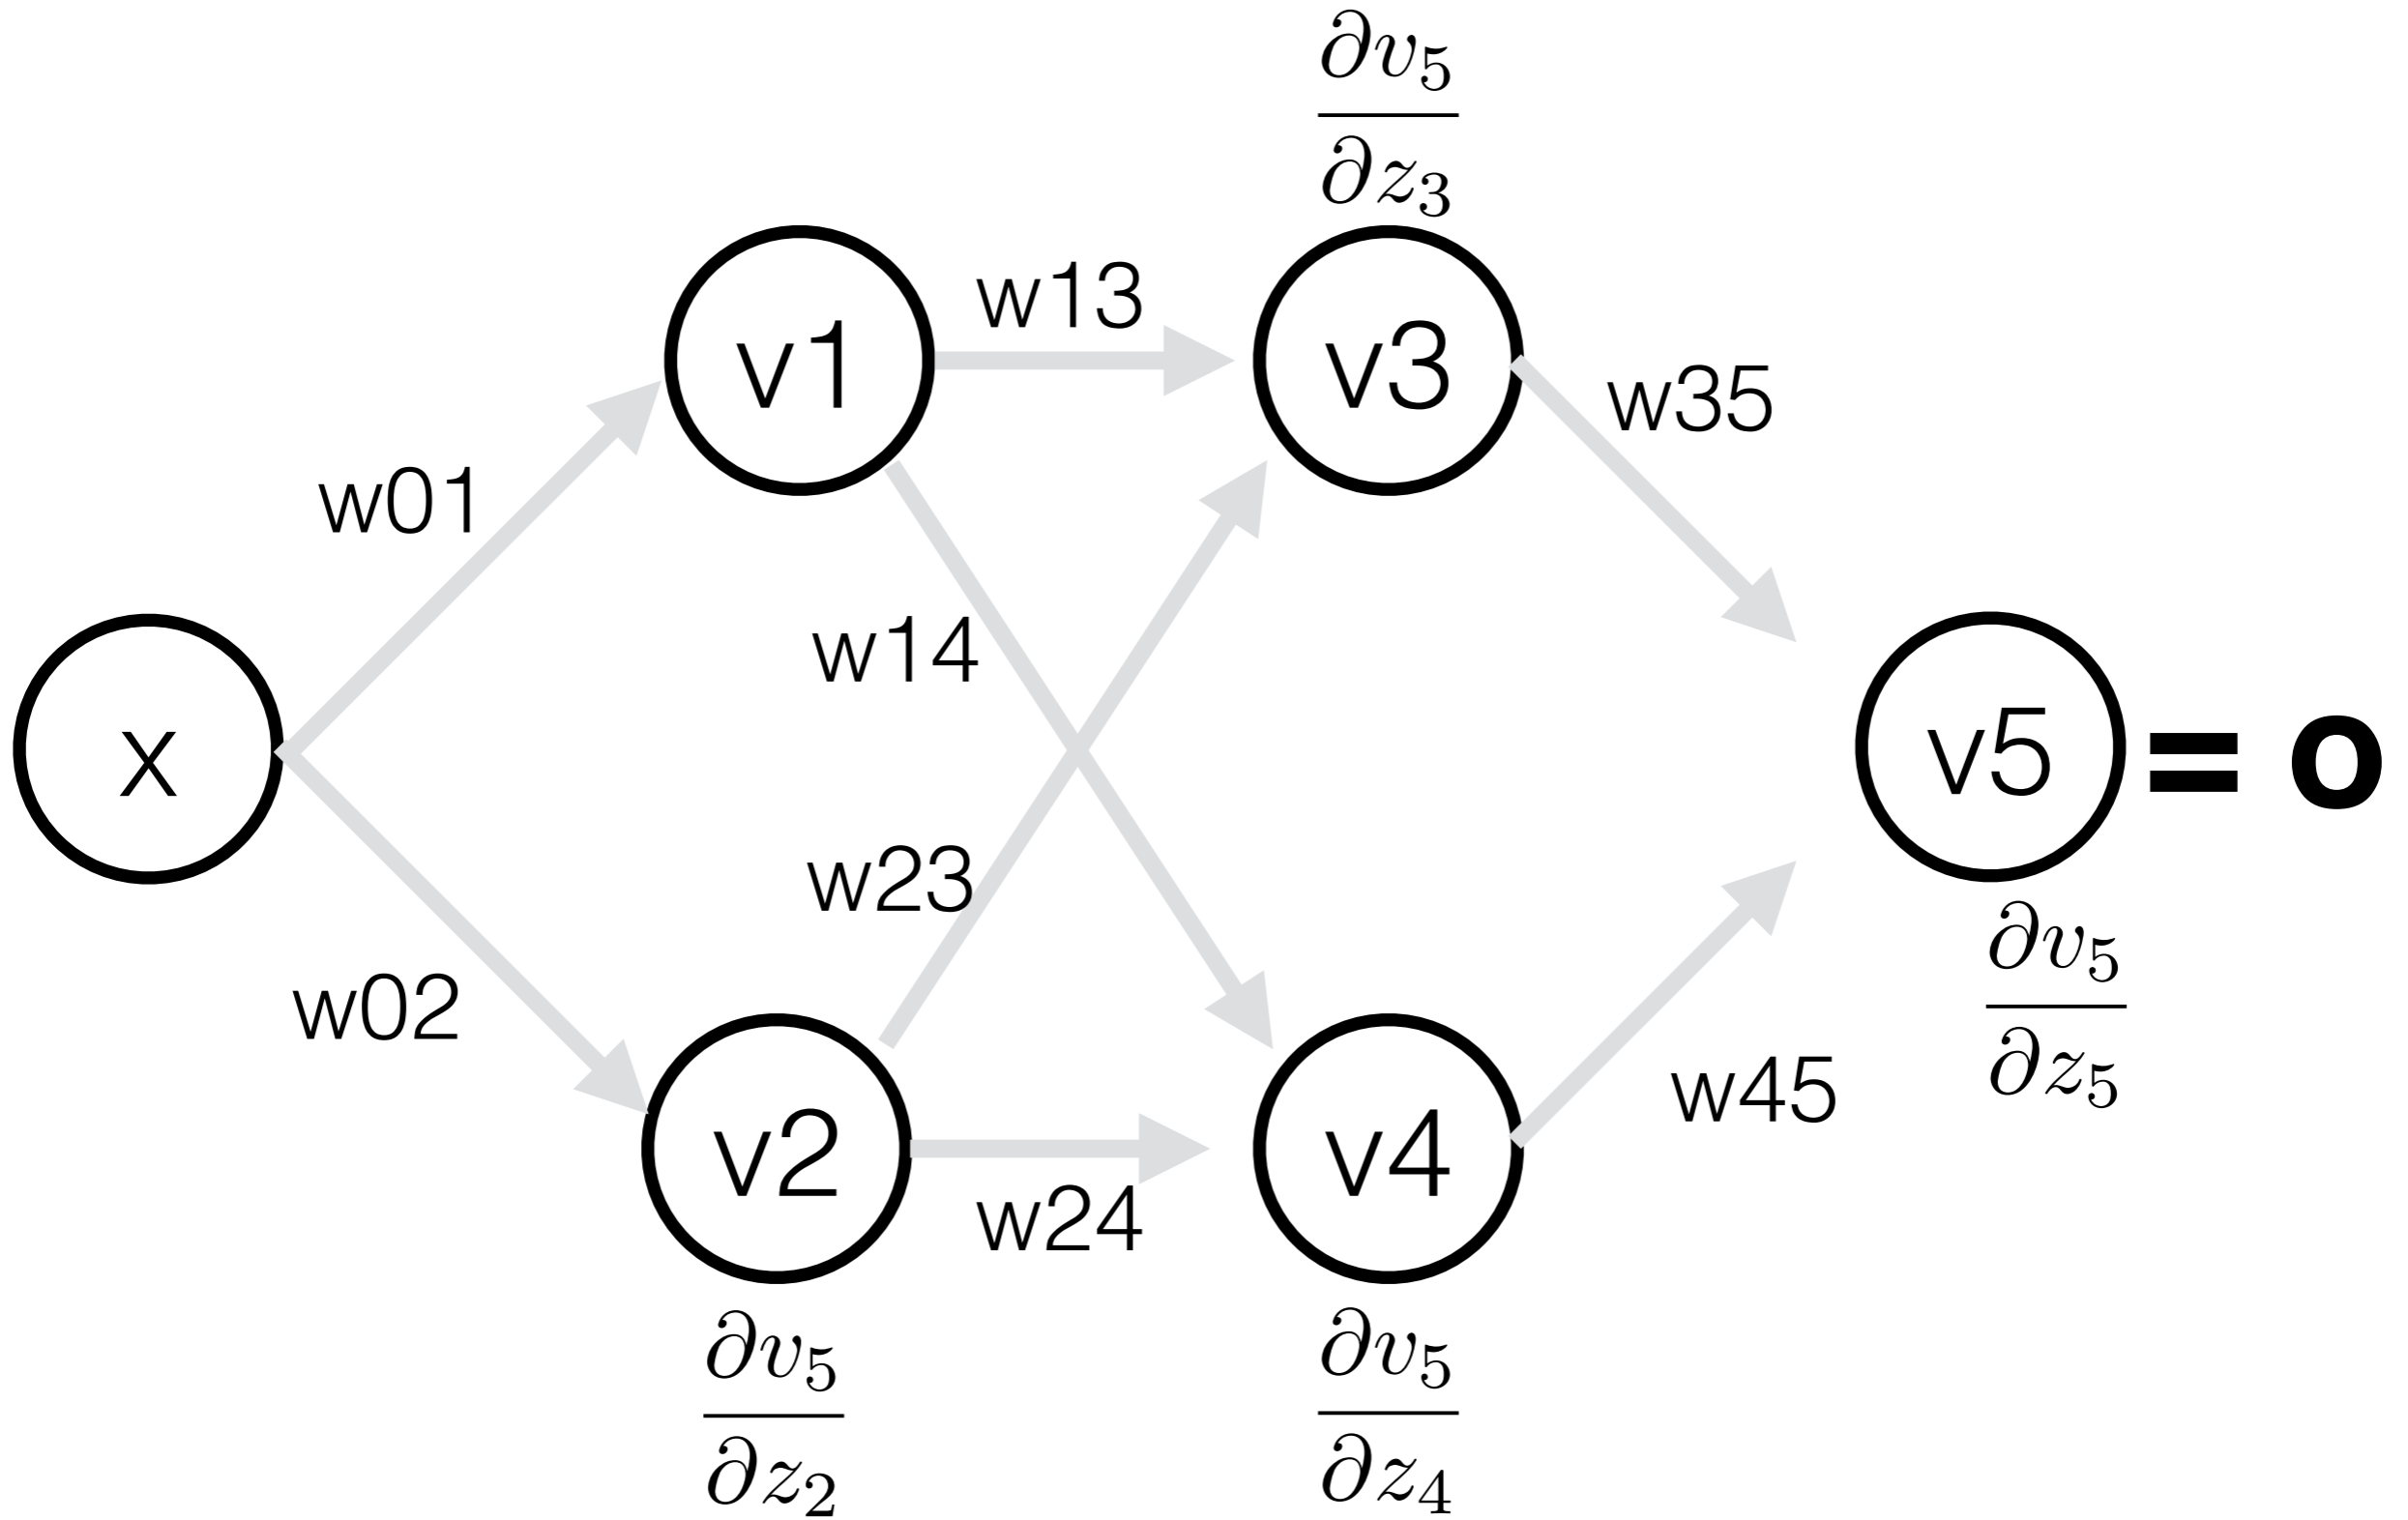 ∂v₅
∂z₃
w13
v1
v3
w35
w01
w14
x
v5 = o
w23
∂v₅
∂z₅
w02
w45
v2
v4
w24
∂v₅
∂z₂
∂v₅
∂z₄